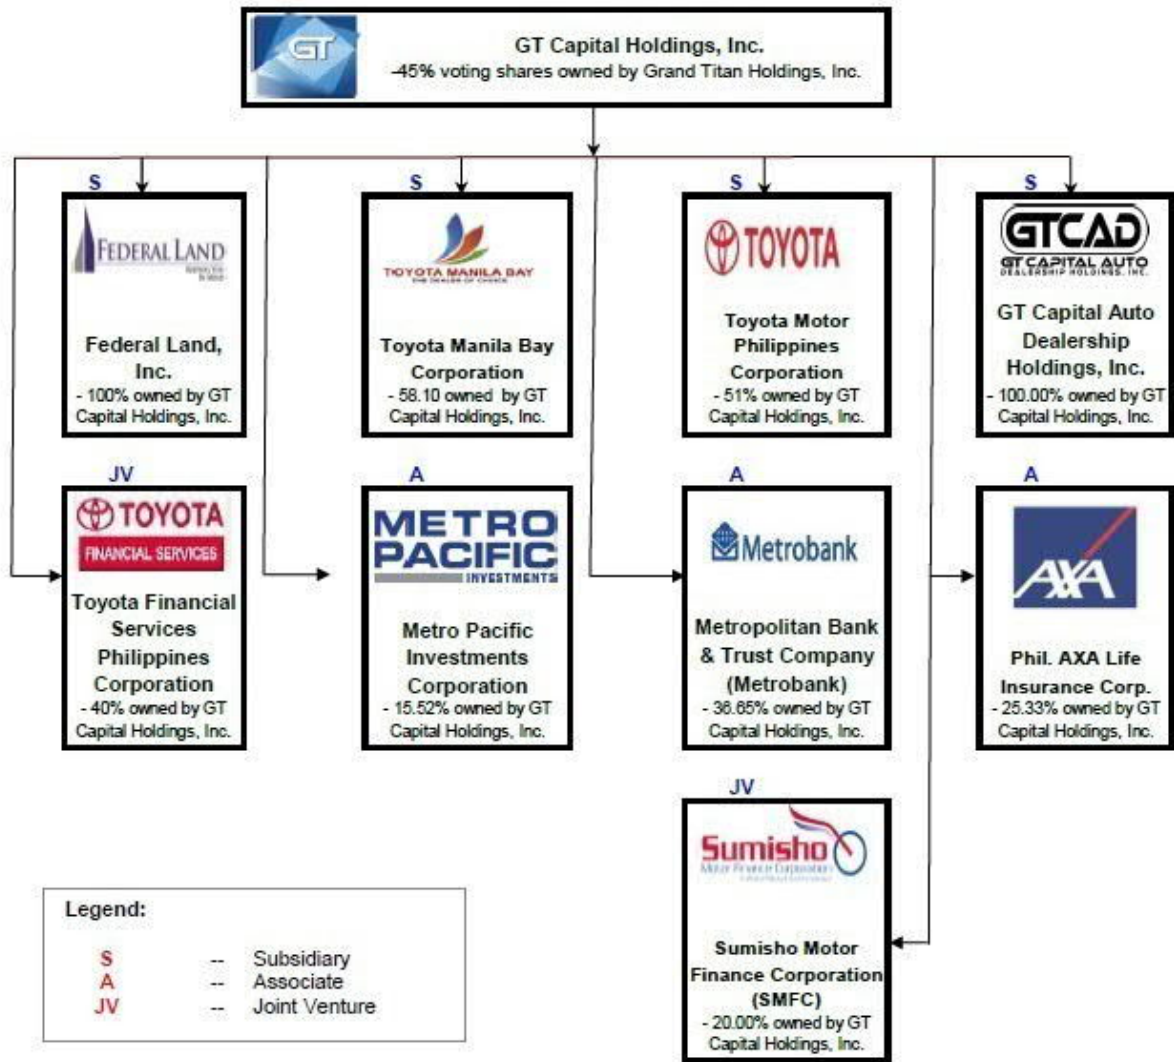 GT
GT Capital Holdings, Inc.
-45% voting shares owned by Grand Titan Holdings, Inc.
S
FEDERAL LAND
Federal Land,
Inc.
- 100% owned by GT
Capital Holdings, Inc.
S
TOYOTA MANILA BAY
THE DEALER OF CHOICE
Toyota Manila Bay
Corporation
- 58.10 owned by GT
Capital Holdings, Inc.
S
TOYOTA
Toyota Motor
Philippines
Corporation
- 51% owned by GT
Capital Holdings, Inc.
S
GTCAD
GT CAPITAL AUTO
DEALERSHIP HOLDINGS, INC.
GT Capital Auto
Dealership
Holdings, Inc.
- 100.00% owned by GT
Capital Holdings, Inc.
JV
TOYOTA
FINANCIAL SERVICES
Toyota Financial
Services
Philippines
Corporation
- 40% owned by GT
Capital Holdings, Inc.
A
METRO
PACIFIC
INVESTMENTS
Metro Pacific
Investments
Corporation
- 15.52% owned by GT
Capital Holdings, Inc.
A
Metrobank
Metropolitan Bank
& Trust Company
(Metrobank)
- 36.65% owned by GT
Capital Holdings, Inc.
A
AXA
Phil. AXA Life
Insurance Corp.
- 25.33% owned by GT
Capital Holdings, Inc.
JV
Sumisho
Motor Finance Corporation
Sumisho Motor
Finance Corporation
(SMFC)
- 20.00% owned by GT
Capital Holdings, Inc.
Legend:
S -- Subsidiary
A -- Associate
JV -- Joint Venture